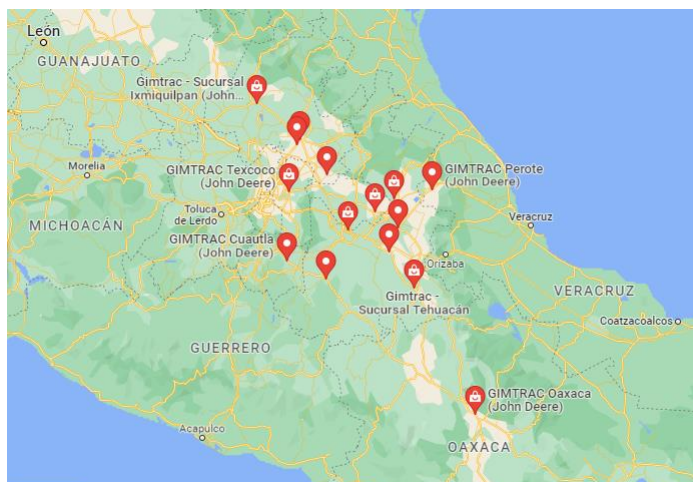 León
GUANAJUATO
Gimtrac - Sucursal
Ixmiquilpan (John...
Morelia
GIMTRAC Texcoco
(John Deere)
GIMTRAC Perote
(John Deere)
Toluca
de Lerdo
MICHOACÁN
Veracruz
GIMTRAC Cuautla
(John Deere)
Orizaba
Gimtrac -
Sucursal Tehuacán
VERACRUZ
Coatzacoalcos
GUERRERO
GIMTRAC Oaxaca
(John Deere)
Acapulco
OAXACA